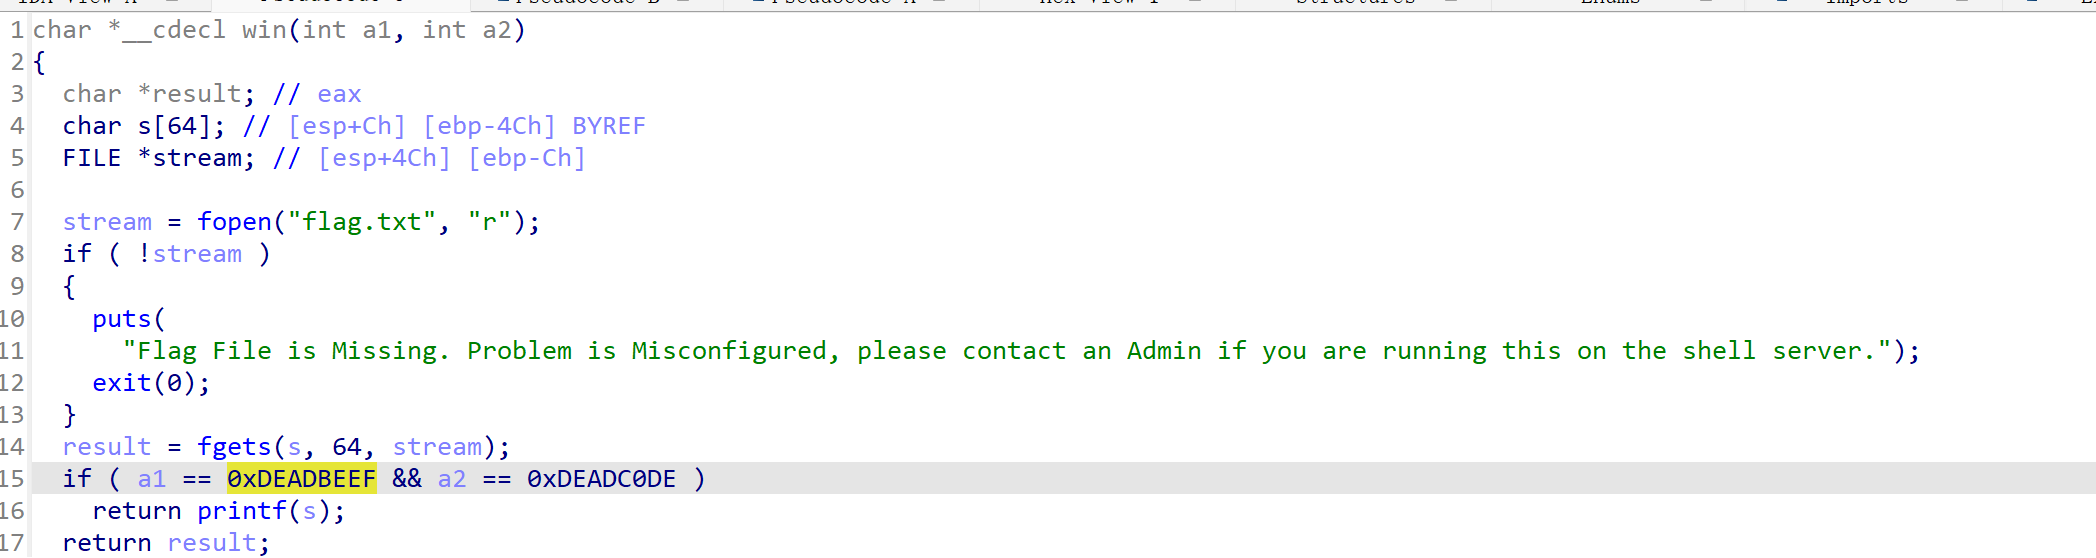 1 char *__cdecl win(int a1, int a2)
2 {
3   char *result; // eax
4   char s[64]; // [esp+Ch] [ebp-4Ch] BYREF
5   FILE *stream; // [esp+4Ch] [ebp-Ch]
6
7   stream = fopen("flag.txt", "r");
8   if ( !stream )
9   {
10     puts(
11       "Flag File is Missing. Problem is Misconfigured, please contact an Admin if you are running this on the shell server.");
12     exit(0);
13   }
14   result = fgets(s, 64, stream);
15   if ( a1 == 0xDEADBEEF && a2 == 0xDEADC0DE )
16     return printf(s);
17   return result;